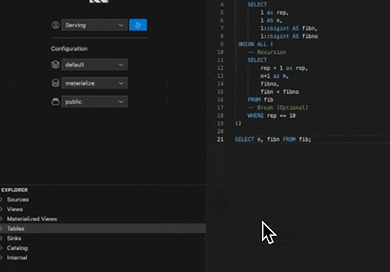 Serving
Configuration
default
materialize
public
EXPLORER
Sources
Views
Materialized Views
Tables
Sinks
Catalog
Internal
4 SELECT
5 1 as rep,
6 1 AS n,
7 1::bigint AS fibn,
8 1::bigint AS fibno
9 UNION ALL (
10 -- Recursion
11 SELECT
12 rep + 1 as rep,
13 n+1 as n,
14 fibno,
15 fibn + fibno
16 FROM fib
17 -- Break (Optional)
18 WHERE rep <= 10
19 ))
20
21 SELECT n, fibn FROM fib;